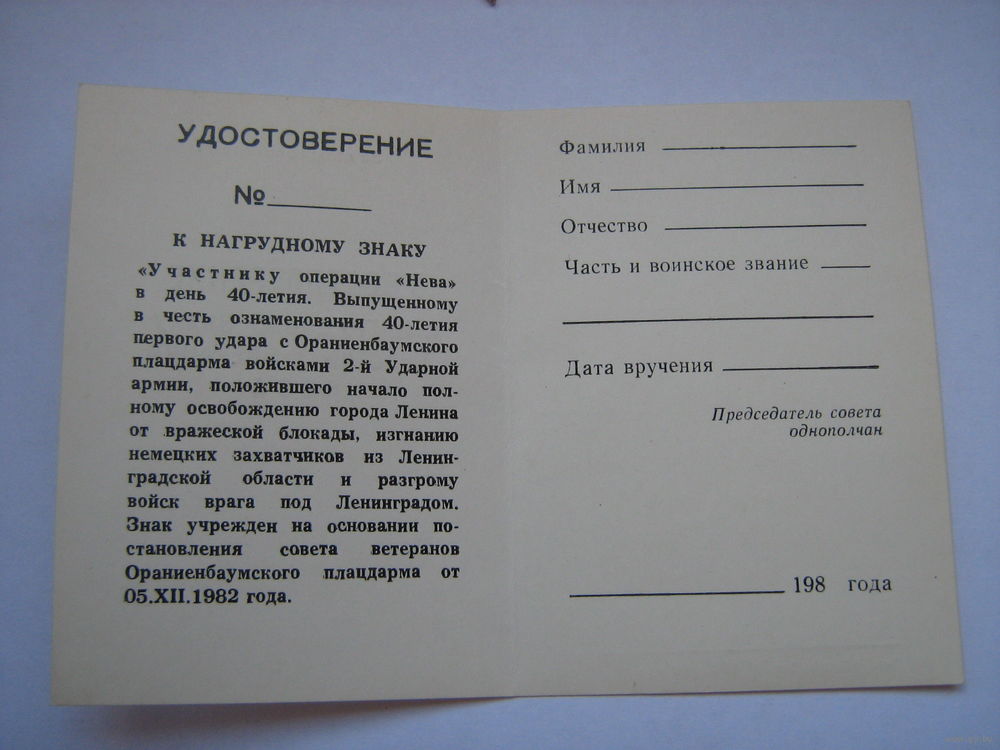 УДОСТОВЕРЕНИЕ
№
К НАГРУДНОМУ ЗНАКУ
«Участнику операции «Нева»
в день 40-летия. Выпущенному
в честь ознаменования 40-летия
первого удара с Ораниенбаумского
плацдарма войсками 2-й Ударной
армии, положившего начало пол-
ному освобождению города Ленина
от вражеской блокады, изгнанию
немецких захватчиков из Ленин-
градской области и разгрому
войск врага под Ленинградом.
Знак учрежден на основании по-
становления совета ветеранов
Ораниенбаумского плацдарма от
05.XII.1982 года.
Фамилия
Имя
Отчество
Часть и воинское звание
Дата вручения
Председатель совета
однополчан
198 года